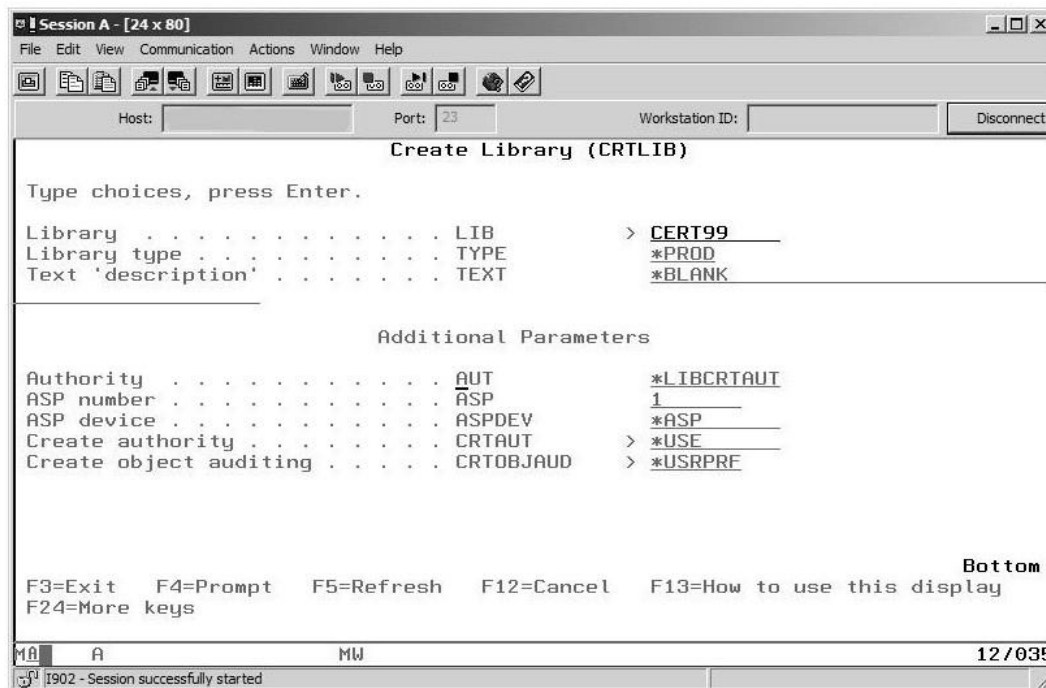 Session A - [24 x 80]
File Edit View Communication Actions Window Help
Host: Port: 23 Workstation ID: Disconnect
Create Library (CRTLIB)
Type choices, press Enter.
Library . . . . . . . . . . . . . LIB > CERT99
Library type . . . . . . . . . . TYPE *PROD
Text 'description' . . . . . . . TEXT *BLANK
Additional Parameters
Authority . . . . . . . . . . . . AUT *LIBCRTAUT
ASP number . . . . . . . . . . . ASP 1
ASP device . . . . . . . . . . . ASPDEV *ASP
Create authority . . . . . . . . CRTAUT > *USE
Create object auditing . . . . . CRTOBJAUD > *USRPRF
Bottom
F3=Exit F4=Prompt F5=Refresh F12=Cancel F13=How to use this display
F24=More keys
MA A MW 12/035
I902 - Session successfully started